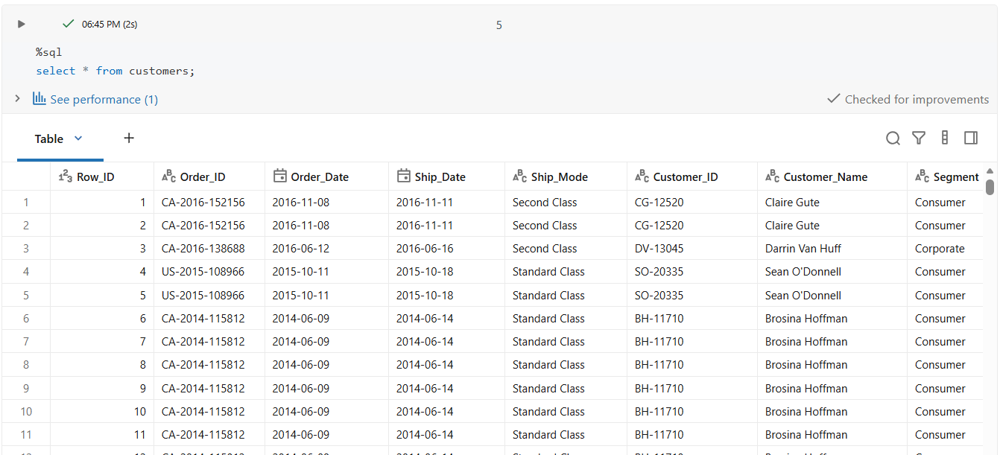 06:45 PM (2s)
5
%sql
select * from customers;
See performance (1)
Checked for improvements
Table
+
123 Row_ID ABC Order_ID Order_Date Ship_Date ABC Ship_Mode ABC Customer_ID ABC Customer_Name ABC Segment
1 1 CA-2016-152156 2016-11-08 2016-11-11 Second Class CG-12520 Claire Gute Consumer
2 2 CA-2016-152156 2016-11-08 2016-11-11 Second Class CG-12520 Claire Gute Consumer
3 3 CA-2016-138688 2016-06-12 2016-06-16 Second Class DV-13045 Darrin Van Huff Corporate
4 4 US-2015-108966 2015-10-11 2015-10-18 Standard Class SO-20335 Sean O'Donnell Consumer
5 5 US-2015-108966 2015-10-11 2015-10-18 Standard Class SO-20335 Sean O'Donnell Consumer
6 6 CA-2014-115812 2014-06-09 2014-06-14 Standard Class BH-11710 Brosina Hoffman Consumer
7 7 CA-2014-115812 2014-06-09 2014-06-14 Standard Class BH-11710 Brosina Hoffman Consumer
8 8 CA-2014-115812 2014-06-09 2014-06-14 Standard Class BH-11710 Brosina Hoffman Consumer
9 9 CA-2014-115812 2014-06-09 2014-06-14 Standard Class BH-11710 Brosina Hoffman Consumer
10 10 CA-2014-115812 2014-06-09 2014-06-14 Standard Class BH-11710 Brosina Hoffman Consumer
11 11 CA-2014-115812 2014-06-09 2014-06-14 Standard Class BH-11710 Brosina Hoffman Consumer